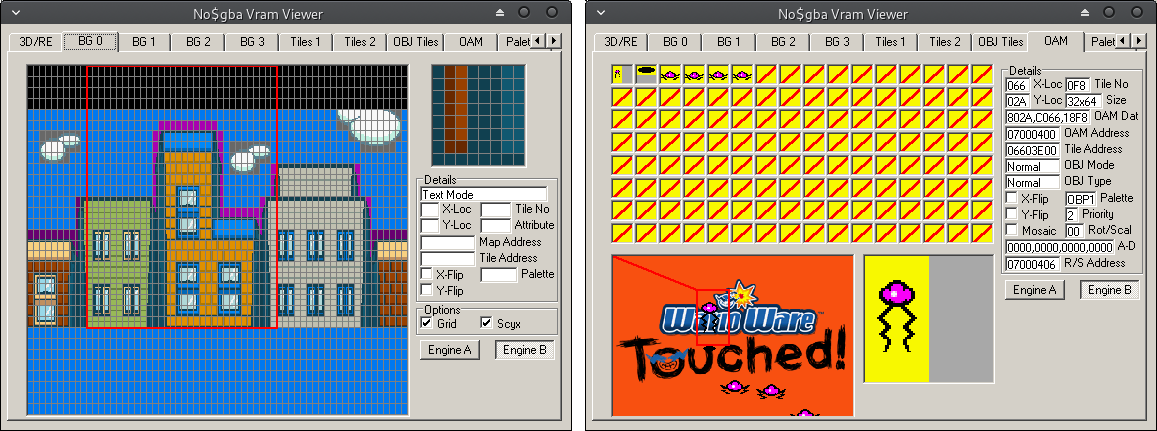 No$gba Vram Viewer
3D/RE BG 0 BG 1 BG 2 BG 3 Tiles 1 Tiles 2 OBJ Tiles OAM Palet
Details
Text Mode
X-Loc Tile No
Y-Loc Attribute
Map Address
Tile Address
X-Flip Palette
Y-Flip
Options
Grid Scyx
Engine A Engine B
No$gba Vram Viewer
3D/RE BG 0 BG 1 BG 2 BG 3 Tiles 1 Tiles 2 OBJ Tiles OAM Palet
Details
066 X-Loc 0F8 Tile No
02A Y-Loc 32x64 Size
802A,C066,18F8 OAM Dat
07000400 OAM Address
06603E00 Tile Address
Normal OBJ Mode
Normal OBJ Type
X-Flip OBP1 Palette
Y-Flip 2 Priority
Mosaic 00 Rot/Scal
0000,0000,0000,0000 A-D
07000406 R/S Address
Engine A Engine B
Wario Ware
Touched!